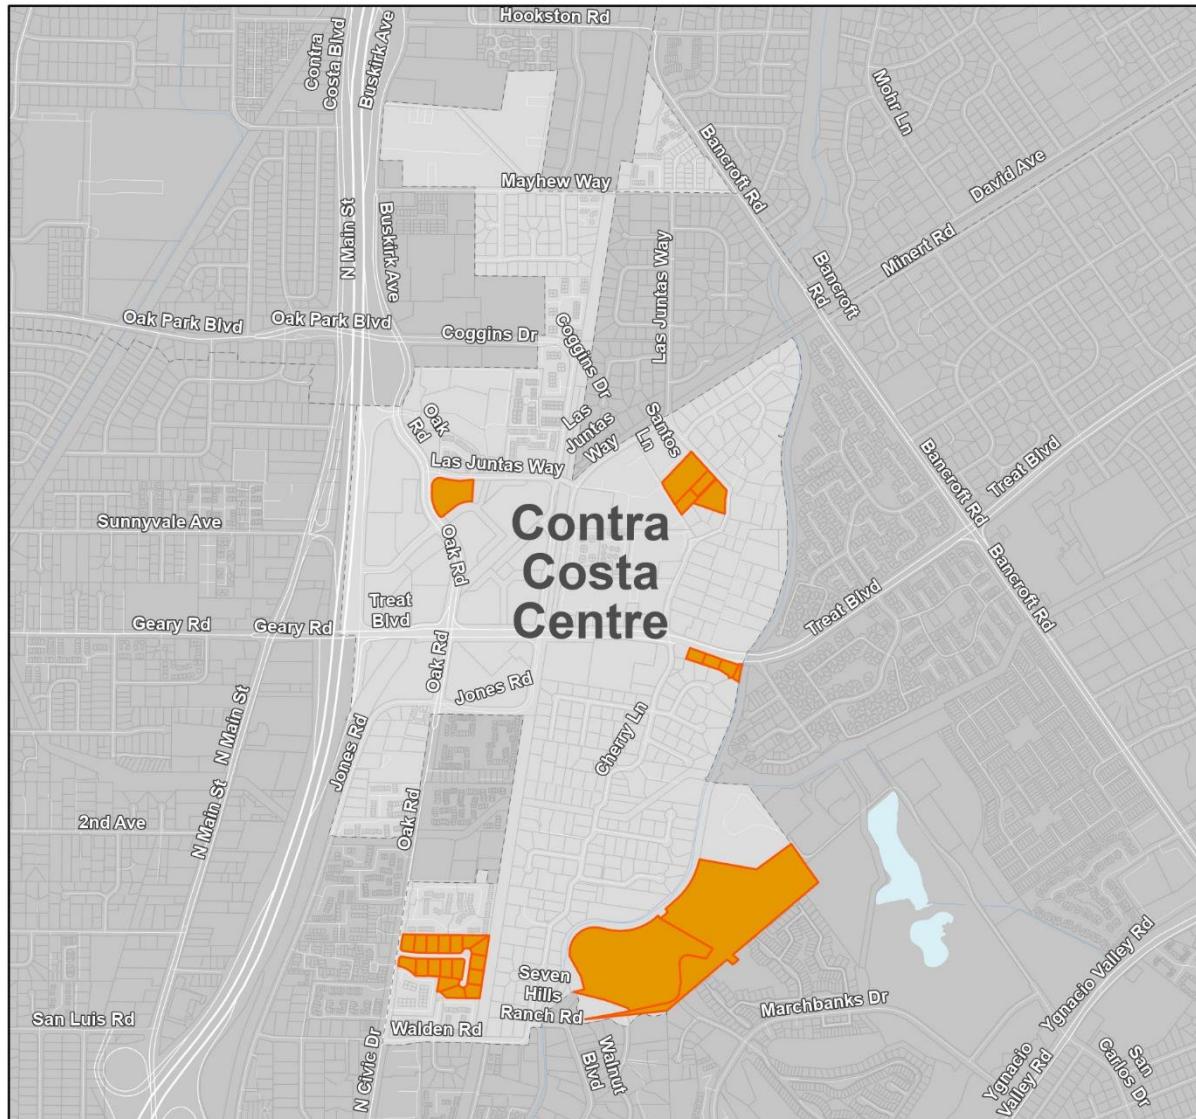 Hookston Rd
Contra
Costa Blvd
Buskirk Ave
Mohr Ln
Bancroft Rd
David Ave
Mayhew Way
N Main St
Buskirk Ave
Las Juntas Way
Minert Rd
Bancroft
Rd
Oak Park Blvd
Oak Park Blvd
Coggins Dr
Coggins Dr
Oak
Rd
Las
Juntas
Way
Santos
Ln
Las Juntas Way
Bancroft Rd
Treat Blvd
Sunnyvale Ave
Oak Rd
Contra
Costa
Centre
Bancroft Rd
Treat Blvd
Geary Rd
Geary Rd
Treat
Blvd
Oak Rd
Jones Rd
N Main St
Jones Rd
Cherry Ln
2nd Ave
N Main St
Oak Rd
Seven
Hills
Ranch Rd
Marchbanks Dr
Ygnacio Valley Rd
San Luis Rd
Walden Rd
N Civic Dr
Walnut
Blvd
Ygnacio
Valley Rd
San
Carlos Dr